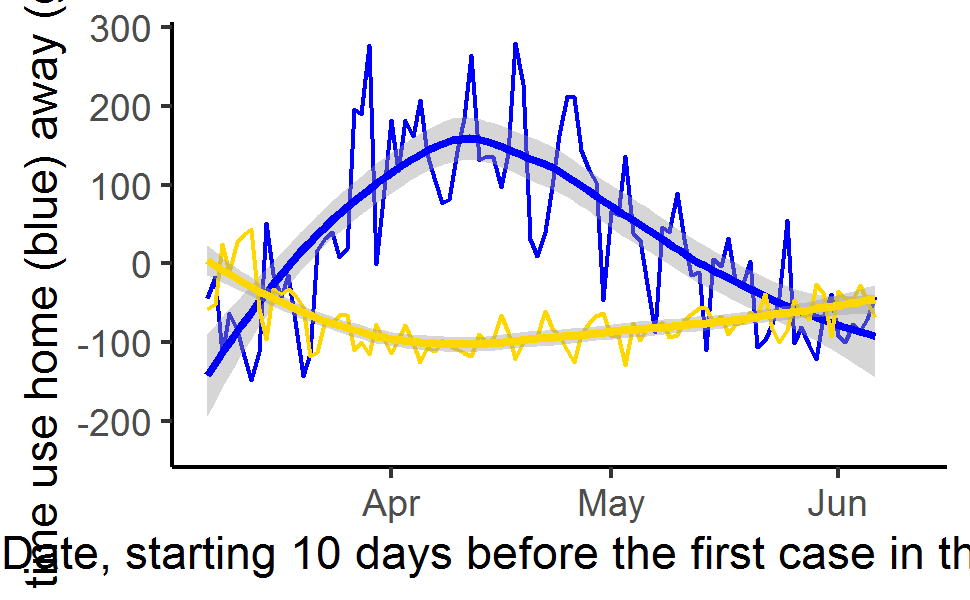 300
200
100
0
-100
-200
time use home (blue) away (
Apr May Jun
Date, starting 10 days before the first case in th